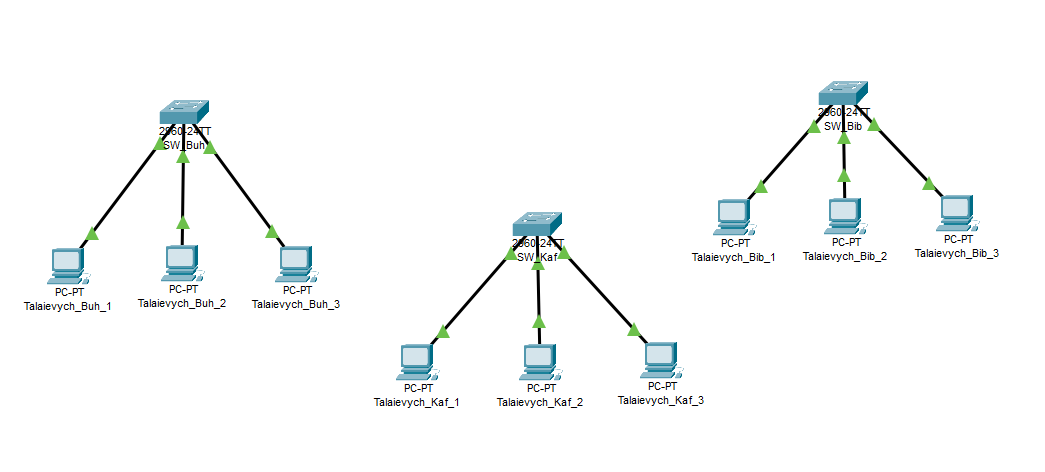 2960-24TT
SW_Buh
PC-PT
Talaievych_Buh_1
PC-PT
Talaievych_Buh_2
PC-PT
Talaievych_Buh_3
2960-24TT
SW_Kaf
PC-PT
Talaievych_Kaf_1
PC-PT
Talaievych_Kaf_2
PC-PT
Talaievych_Kaf_3
2960-24TT
SW_Bib
PC-PT
Talaievych_Bib_1
PC-PT
Talaievych_Bib_2
PC-PT
Talaievych_Bib_3